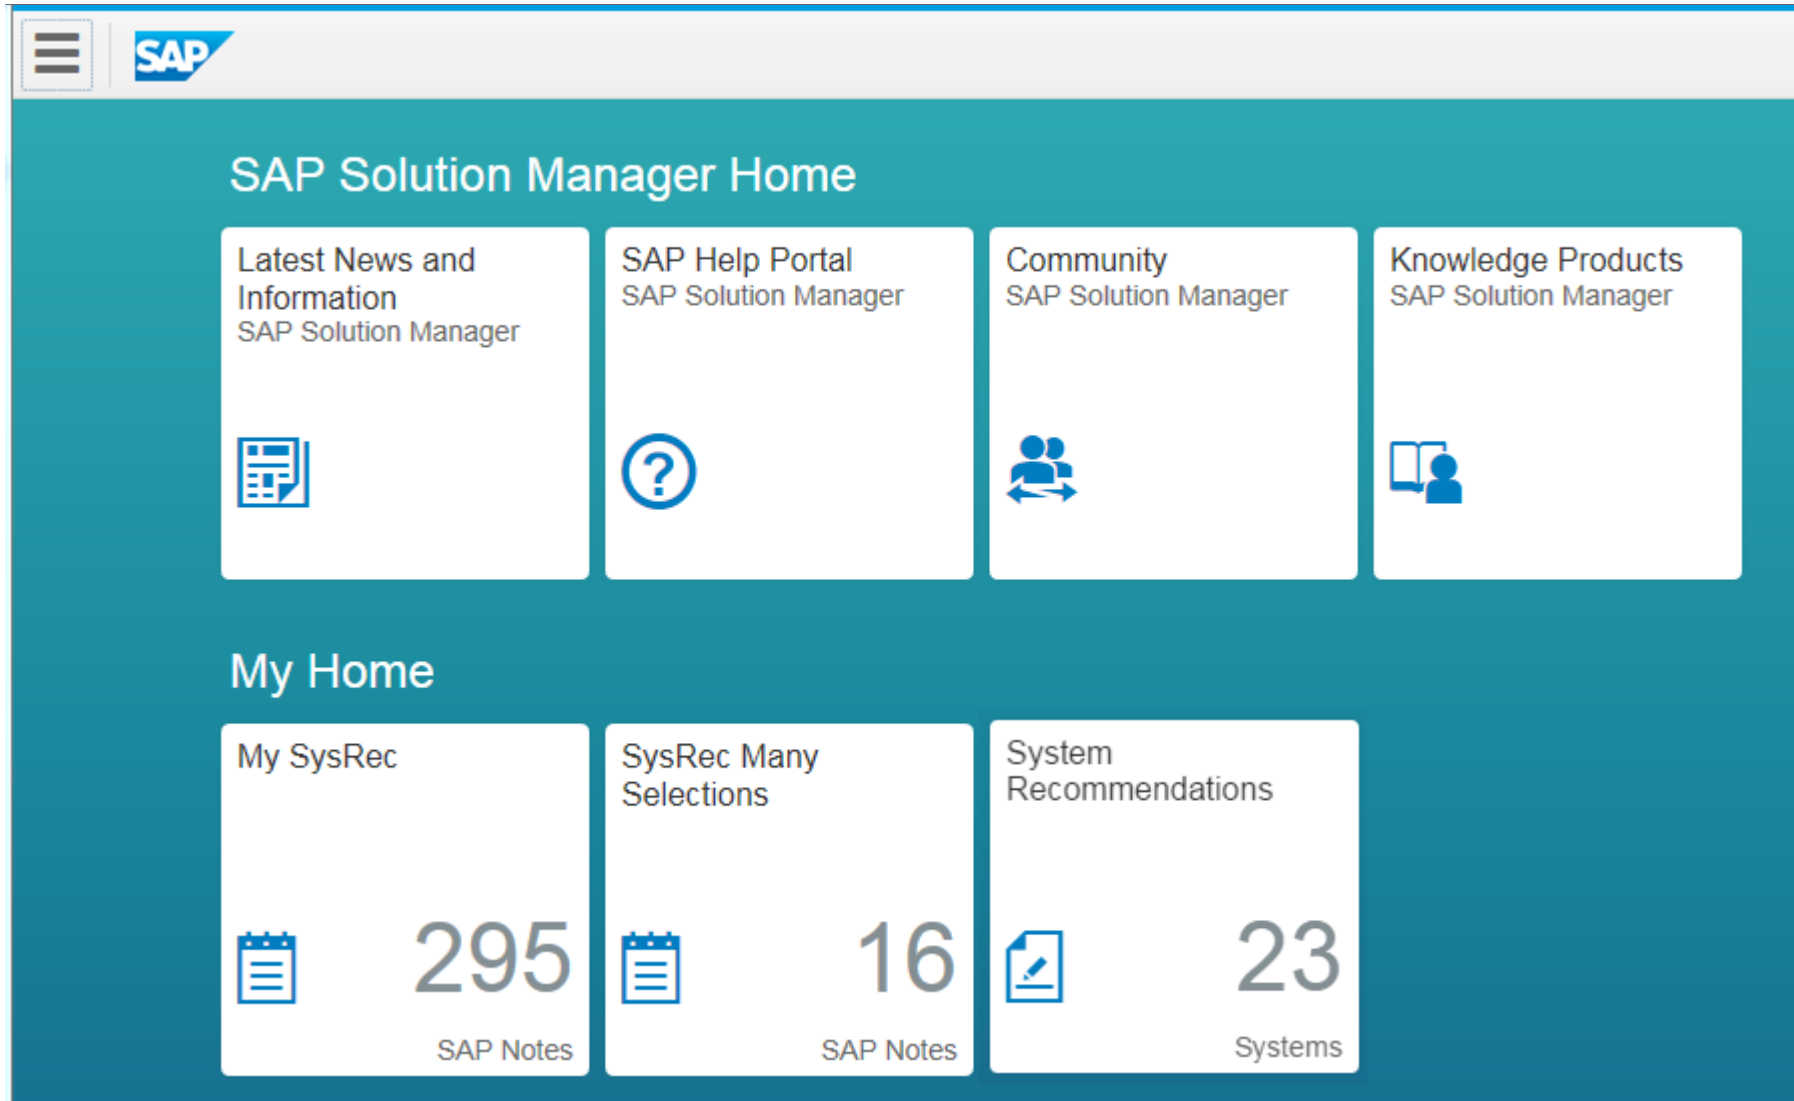 SAP
SAP Solution Manager Home
Latest News and
Information
SAP Solution Manager
SAP Help Portal
SAP Solution Manager
Community
SAP Solution Manager
Knowledge Products
SAP Solution Manager
?
My Home
My SysRec
295
SAP Notes
SysRec Many
Selections
16
SAP Notes
System
Recommendations
23
Systems